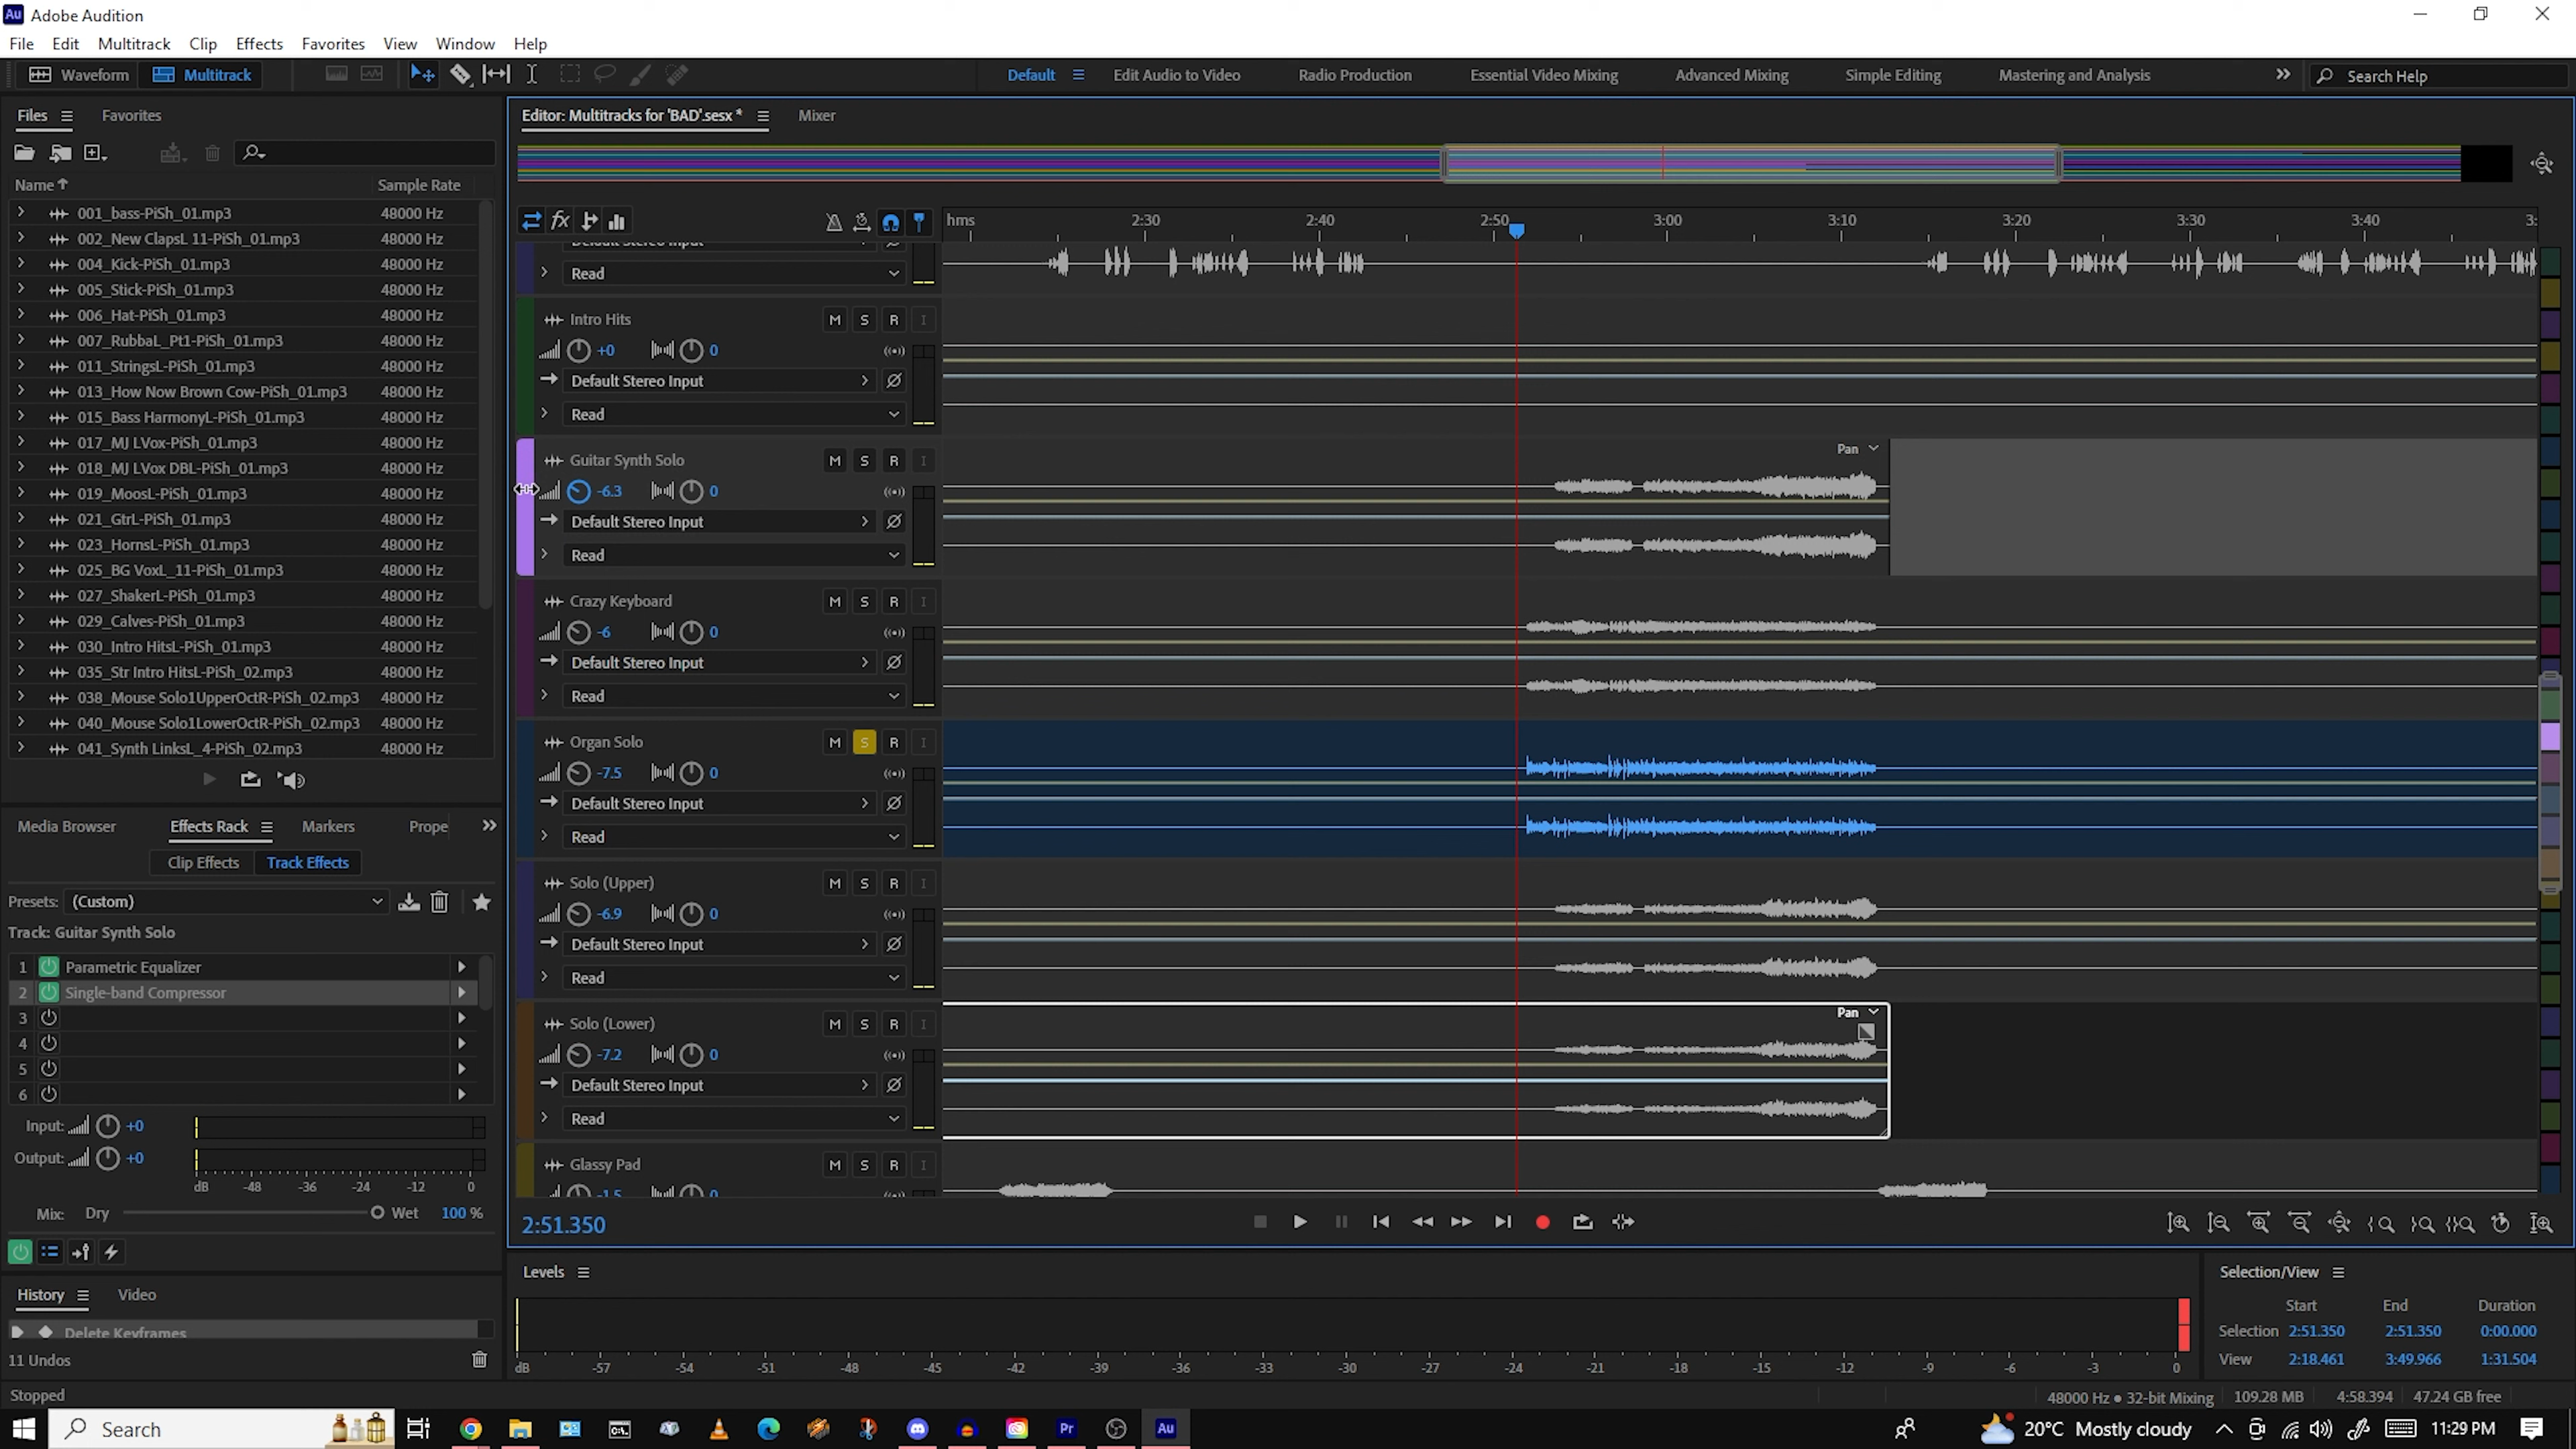 Au Adobe Audition
File Edit Multitrack Clip Effects Favorites View Window Help
Waveform Multitrack Default Edit Audio to Video Radio Production Essential Video Mixing Advanced Mixing Simple Editing Mastering and Analysis Search Help
Files Favorites
Name Sample Rate
001_bass-PiSh_01.mp3 48000 Hz
002_New ClapsL 11-PiSh_01.mp3 48000 Hz
004_Kick-PiSh_01.mp3 48000 Hz
005_Stick-PiSh_01.mp3 48000 Hz
006_Hat-PiSh_01.mp3 48000 Hz
007_RubbaL_Pt1-PiSh_01.mp3 48000 Hz
011_StringsL-PiSh_01.mp3 48000 Hz
013_How Now Brown Cow-PiSh_01.mp3 48000 Hz
015_Bass HarmonyL-PiSh_01.mp3 48000 Hz
017_MJ LVox-PiSh_01.mp3 48000 Hz
018_MJ LVox DBL-PiSh_01.mp3 48000 Hz
019_MoosL-PiSh_01.mp3 48000 Hz
021_GtrL-PiSh_01.mp3 48000 Hz
023_HornsL-PiSh_01.mp3 48000 Hz
025_BG VoxL_11-PiSh_01.mp3 48000 Hz
027_ShakerL-PiSh_01.mp3 48000 Hz
029_Calves-PiSh_01.mp3 48000 Hz
030_Intro HitsL-PiSh_01.mp3 48000 Hz
035_Str Intro HitsL-PiSh_02.mp3 48000 Hz
038_Mouse Solo1UpperOctR-PiSh_02.mp3 48000 Hz
040_Mouse Solo1LowerOctR-PiSh_02.mp3 48000 Hz
041_Synth LinksL_4-PiSh_02.mp3 48000 Hz
Media Browser Effects Rack Markers Prope
Clip Effects Track Effects
Presets: (Custom)
Track: Guitar Synth Solo
1 Parametric Equalizer
2 Single-band Compressor
3
4
5
6
Input: +0
Output: +0
dB -48 -36 -24 -12 0
Mix: Dry Wet 100 %
History Video
Delete Keyframes
11 Undos
Editor: Multitracks for 'BAD'.sesx * Mixer
fx hms 2:30 2:40 2:50 3:00 3:10 3:20 3:30 3:40 3:
Default Stereo Input
Read
Intro Hits M S R I
+0 0
Default Stereo Input
Read
Guitar Synth Solo M S R I Pan
-6.3 0
Default Stereo Input
Read
Crazy Keyboard M S R I
-6 0
Default Stereo Input
Read
Organ Solo M S R I
-7.5 0
Default Stereo Input
Read
Solo (Upper) M S R I
-6.9 0
Default Stereo Input
Read
Solo (Lower) M S R I Pan
-7.2 0
Default Stereo Input
Read
Glassy Pad M S R I
-1.5 0
2:51.350
Levels
dB -57 -54 -51 -48 -45 -42 -39 -36 -33 -30 -27 -24 -21 -18 -15 -12 -9 -6 -3 0
Selection/View
Start End Duration
Selection 2:51.350 2:51.350 0:00.000
View 2:18.461 3:49.966 1:31.504
Stopped 48000 Hz ● 32-bit Mixing 109.28 MB 4:58.394 47.24 GB free
Search Pr Au 20°C Mostly cloudy 11:29 PM